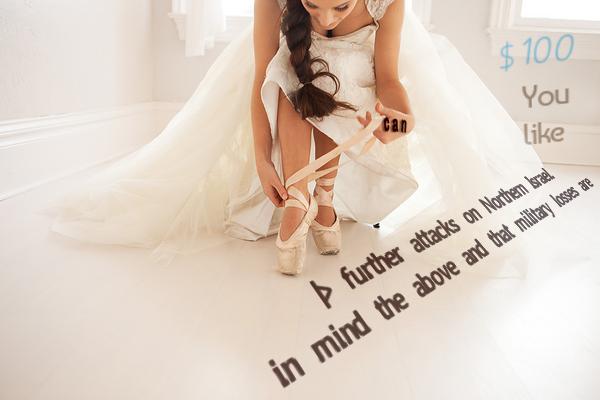 $100
You
like
can
Þ further attacks on Northern Israel.
in mind the above and that military losses are